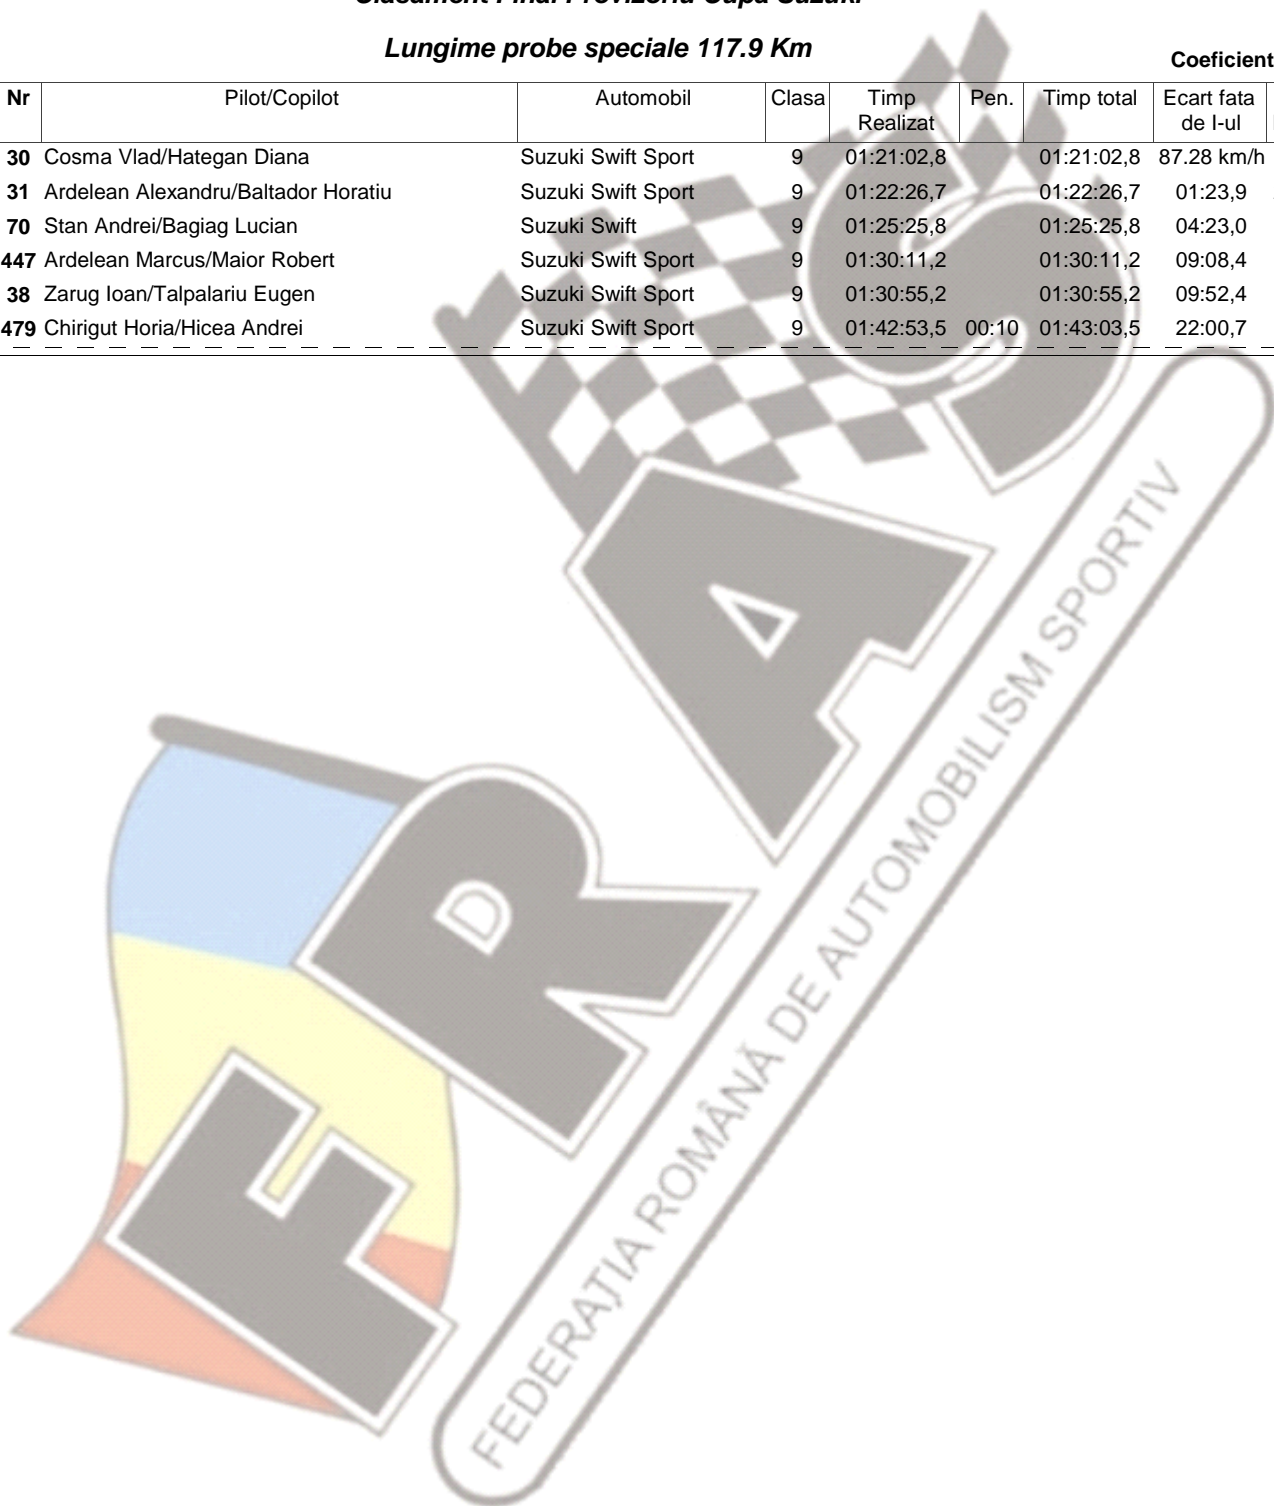 Clasament Final Provizoriu Cupa Suzuki
Lungime probe speciale 117.9 Km
Coeficient
Nr Pilot/Copilot Automobil Clasa Timp Realizat Pen. Timp total Ecart fata de I-ul
30 Cosma Vlad/Hategan Diana Suzuki Swift Sport 9 01:21:02,8 01:21:02,8 87.28 km/h
31 Ardelean Alexandru/Baltador Horatiu Suzuki Swift Sport 9 01:22:26,7 01:22:26,7 01:23,9
70 Stan Andrei/Bagiag Lucian Suzuki Swift 9 01:25:25,8 01:25:25,8 04:23,0
447 Ardelean Marcus/Maior Robert Suzuki Swift Sport 9 01:30:11,2 01:30:11,2 09:08,4
38 Zarug Ioan/Talpalariu Eugen Suzuki Swift Sport 9 01:30:55,2 01:30:55,2 09:52,4
479 Chirigut Horia/Hicea Andrei Suzuki Swift Sport 9 01:42:53,5 00:10 01:43:03,5 22:00,7
FRAS
FEDERAȚIA ROMÂNĂ DE AUTOMOBILISM SPORTIV